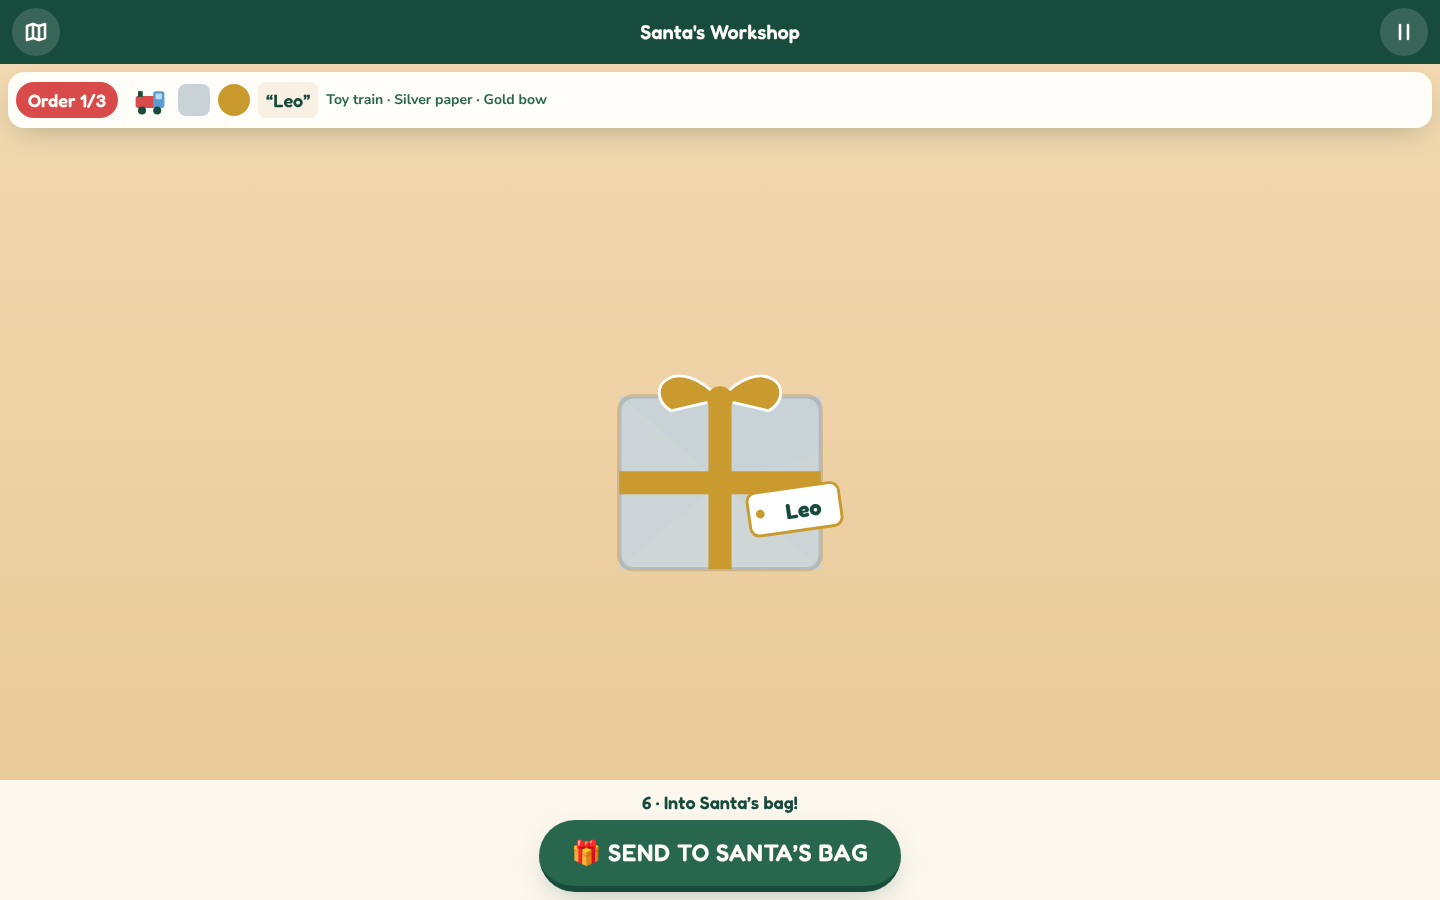 Santa's Workshop
Order 1/3
“Leo”
Toy train · Silver paper · Gold bow
Leo
6 · Into Santa’s bag!
🎁 SEND TO SANTA’S BAG